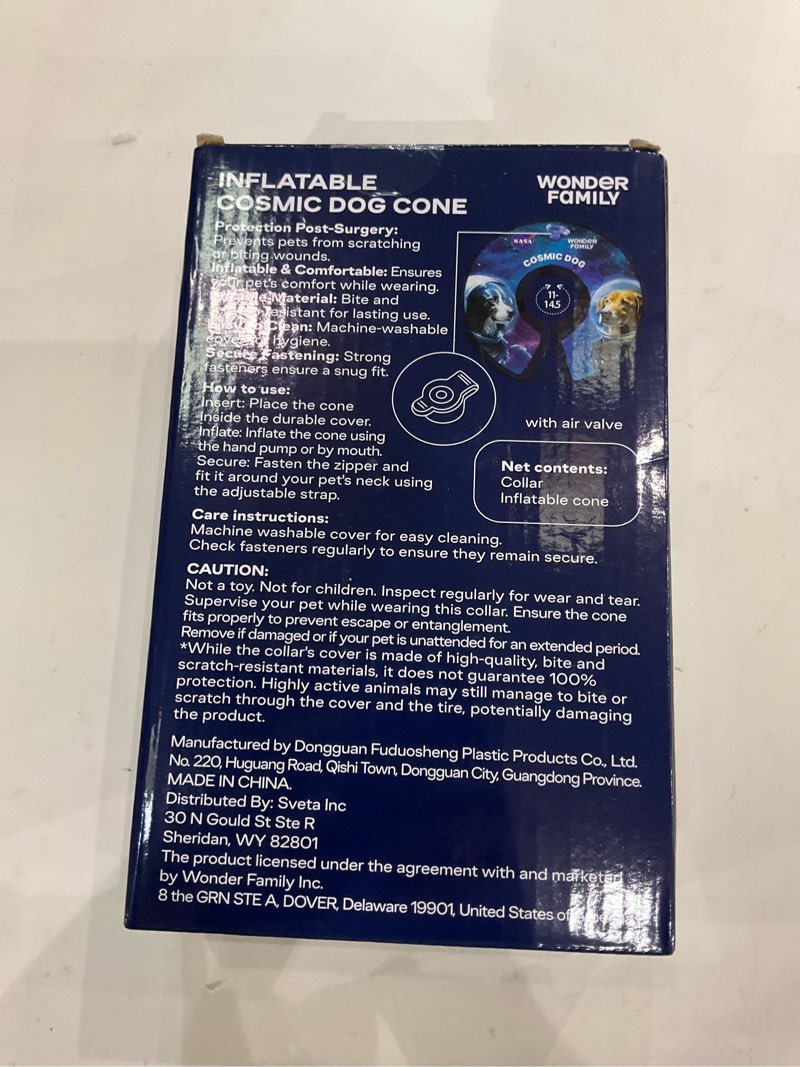 INFLATABLE
COSMIC DOG CONE
WONDER
FAMILY
Protection Post-Surgery:
Prevents pets from scratching
or biting wounds.
Inflatable & Comfortable: Ensures
your pet's comfort while wearing.
Material: Bite and
resistant for lasting use.
Clean: Machine-washable
hygiene.
Secure Fastening: Strong
fasteners ensure a snug fit.
How to use:
Insert: Place the cone
inside the durable cover.
Inflate: Inflate the cone using
the hand pump or by mouth.
Secure: Fasten the zipper and
fit it around your pet's neck using
the adjustable strap.
NASA
WONDER
FAMILY
COSMIC DOG
11-
14.5
with air valve
Net contents:
Collar
Inflatable cone
Care instructions:
Machine washable cover for easy cleaning.
Check fasteners regularly to ensure they remain secure.
CAUTION:
Not a toy. Not for children. Inspect regularly for wear and tear.
Supervise your pet while wearing this collar. Ensure the cone
fits properly to prevent escape or entanglement.
Remove if damaged or if your pet is unattended for an extended period.
*While the collar's cover is made of high-quality, bite and
scratch-resistant materials, it does not guarantee 100%
protection. Highly active animals may still manage to bite or
scratch through the cover and the tire, potentially damaging
the product.
Manufactured by Dongguan Fuduosheng Plastic Products Co., Ltd.
No. 220, Huguang Road, Qishi Town, Dongguan City, Guangdong Province.
MADE IN CHINA.
Distributed By: Sveta Inc
30 N Gould St Ste R
Sheridan, WY 82801
The product licensed under the agreement with and marketed
by Wonder Family Inc.
8 the GRN STE A, DOVER, Delaware 19901, United States of